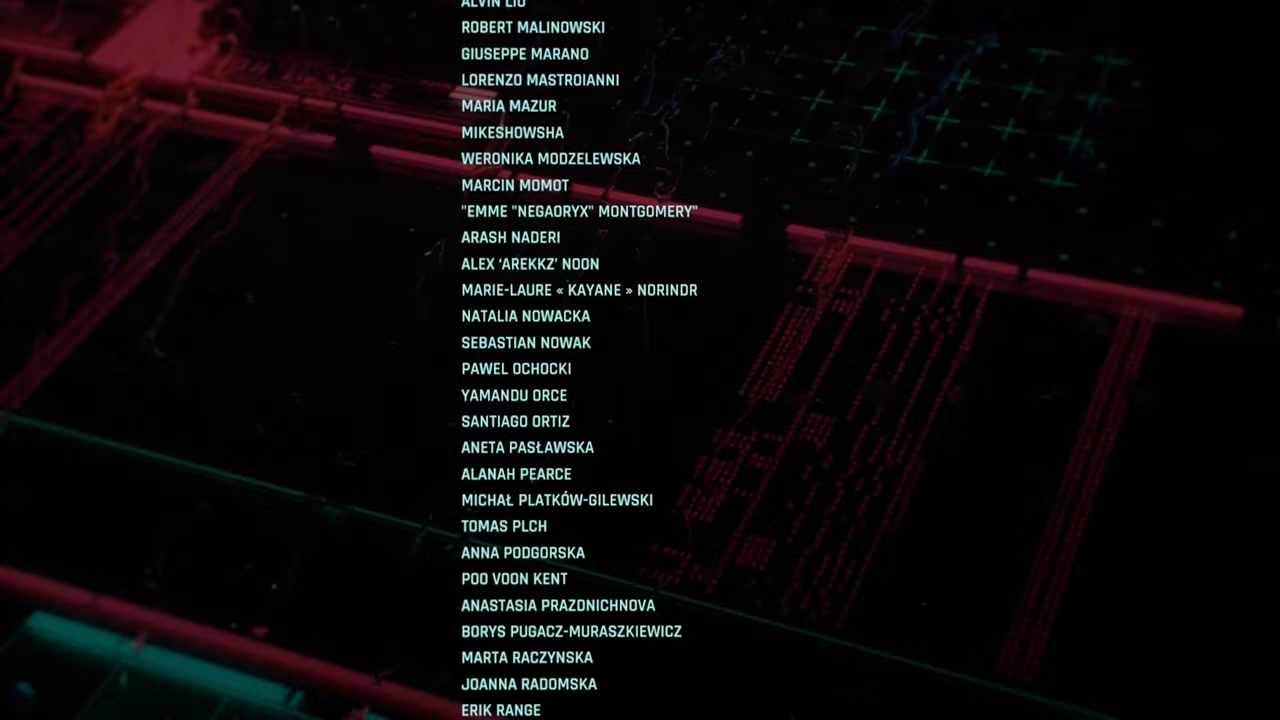 ALVIN LIU
ROBERT MALINOWSKI
GIUSEPPE MARANO
LORENZO MASTROIANNI
MARIA MAZUR
MIKESHOWSHA
WERONIKA MODZELEWSKA
MARCIN MOMOT
"EMME "NEGAORYX" MONTGOMERY"
ARASH NADERI
ALEX ‘AREKKZ’ NOON
MARIE-LAURE « KAYANE » NORINDR
NATALIA NOWACKA
SEBASTIAN NOWAK
PAWEL OCHOCKI
YAMANDU ORCE
SANTIAGO ORTIZ
ANETA PASŁAWSKA
ALANAH PEARCE
MICHAŁ PLATKÓW-GILEWSKI
TOMAS PLCH
ANNA PODGORSKA
POO VOON KENT
ANASTASIA PRAZDNICHNOVA
BORYS PUGACZ-MURASZKIEWICZ
MARTA RACZYNSKA
JOANNA RADOMSKA
ERIK RANGE